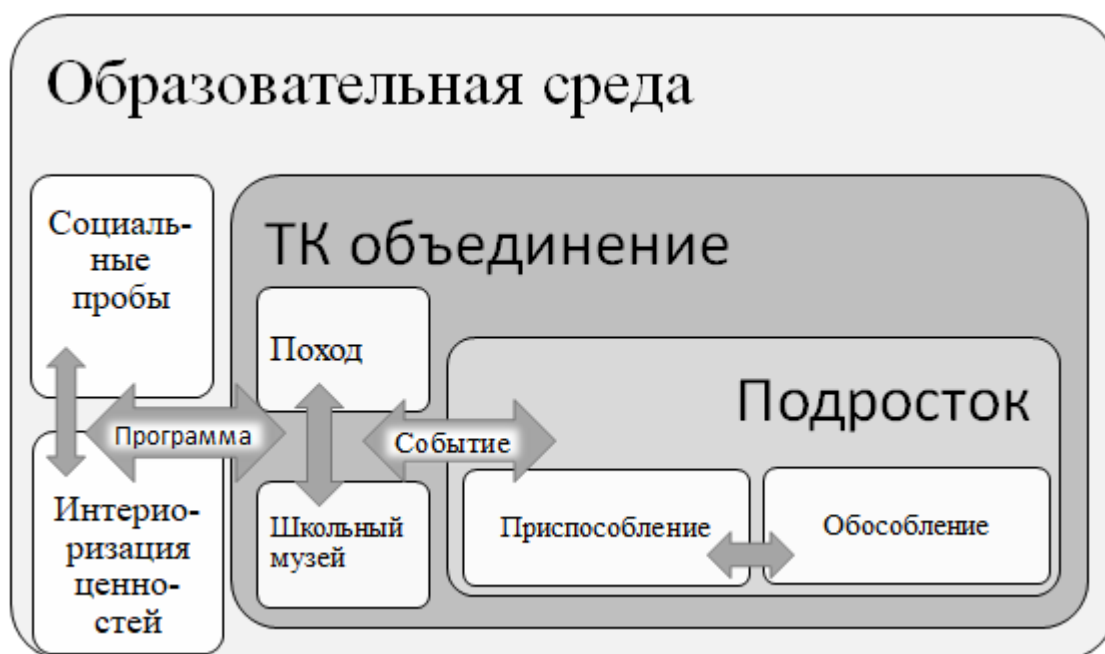 Образовательная среда
Социаль-
ные
пробы
ТК объединение
Поход
Подросток
Программа
Событие
Интерио-
ризация
ценно-
стей
Школьный
музей
Приспособление
Обособление